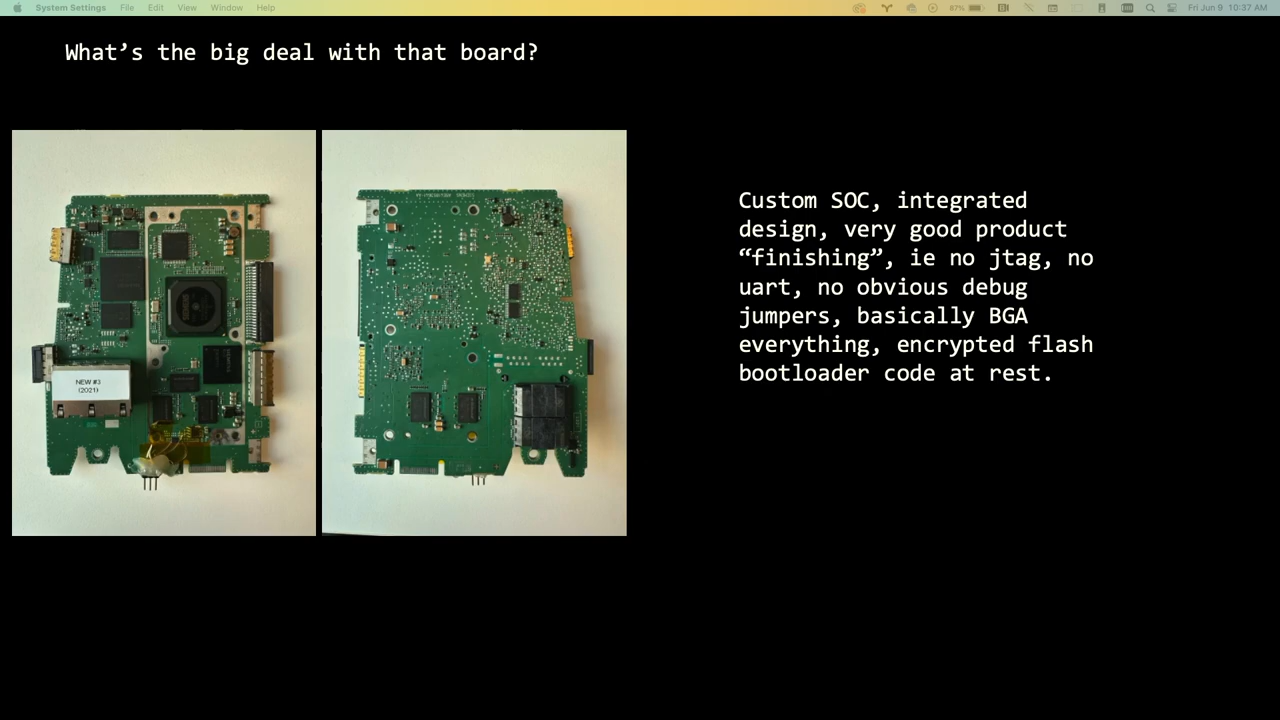 System Settings File Edit View Window Help 87% Fri Jun 9 10:37 AM
What’s the big deal with that board?
Custom SOC, integrated
design, very good product
“finishing”, ie no jtag, no
uart, no obvious debug
jumpers, basically BGA
everything, encrypted flash
bootloader code at rest.
NEW #3
(2021)